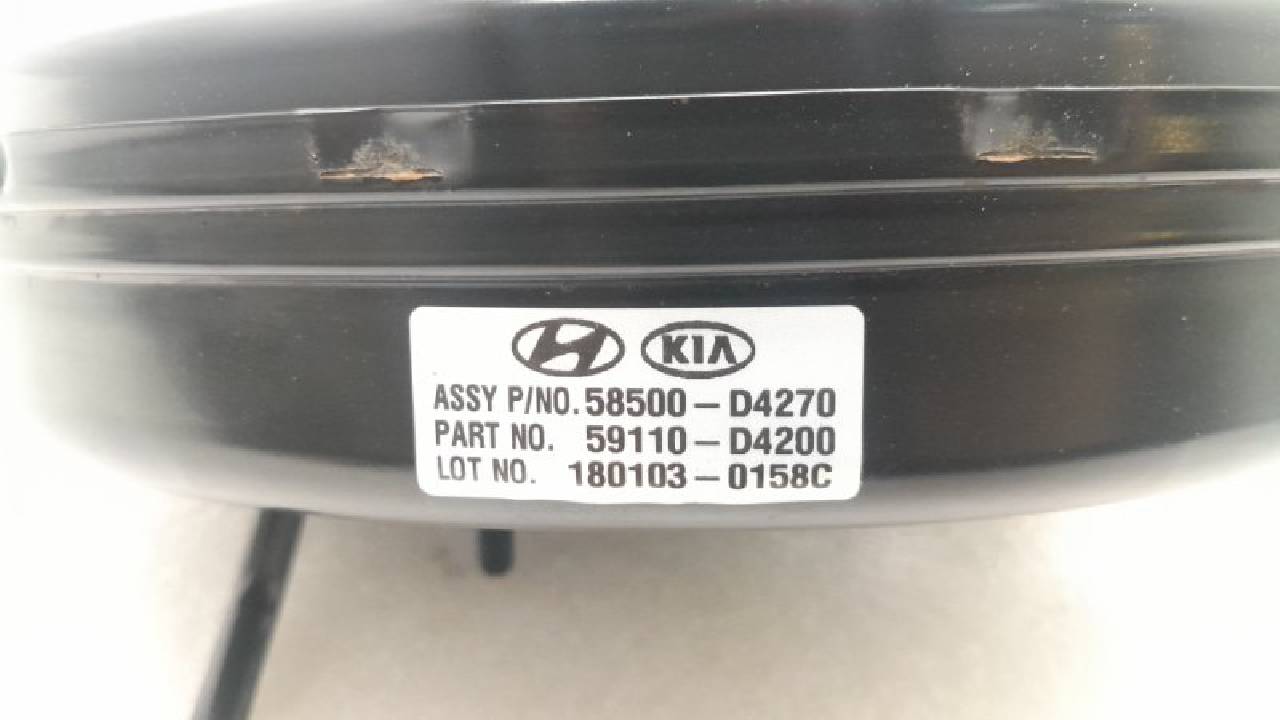 KIA
ASSY P/NO. 58500-D4270
PART NO. 59110-D4200
LOT NO. 180103-0158C